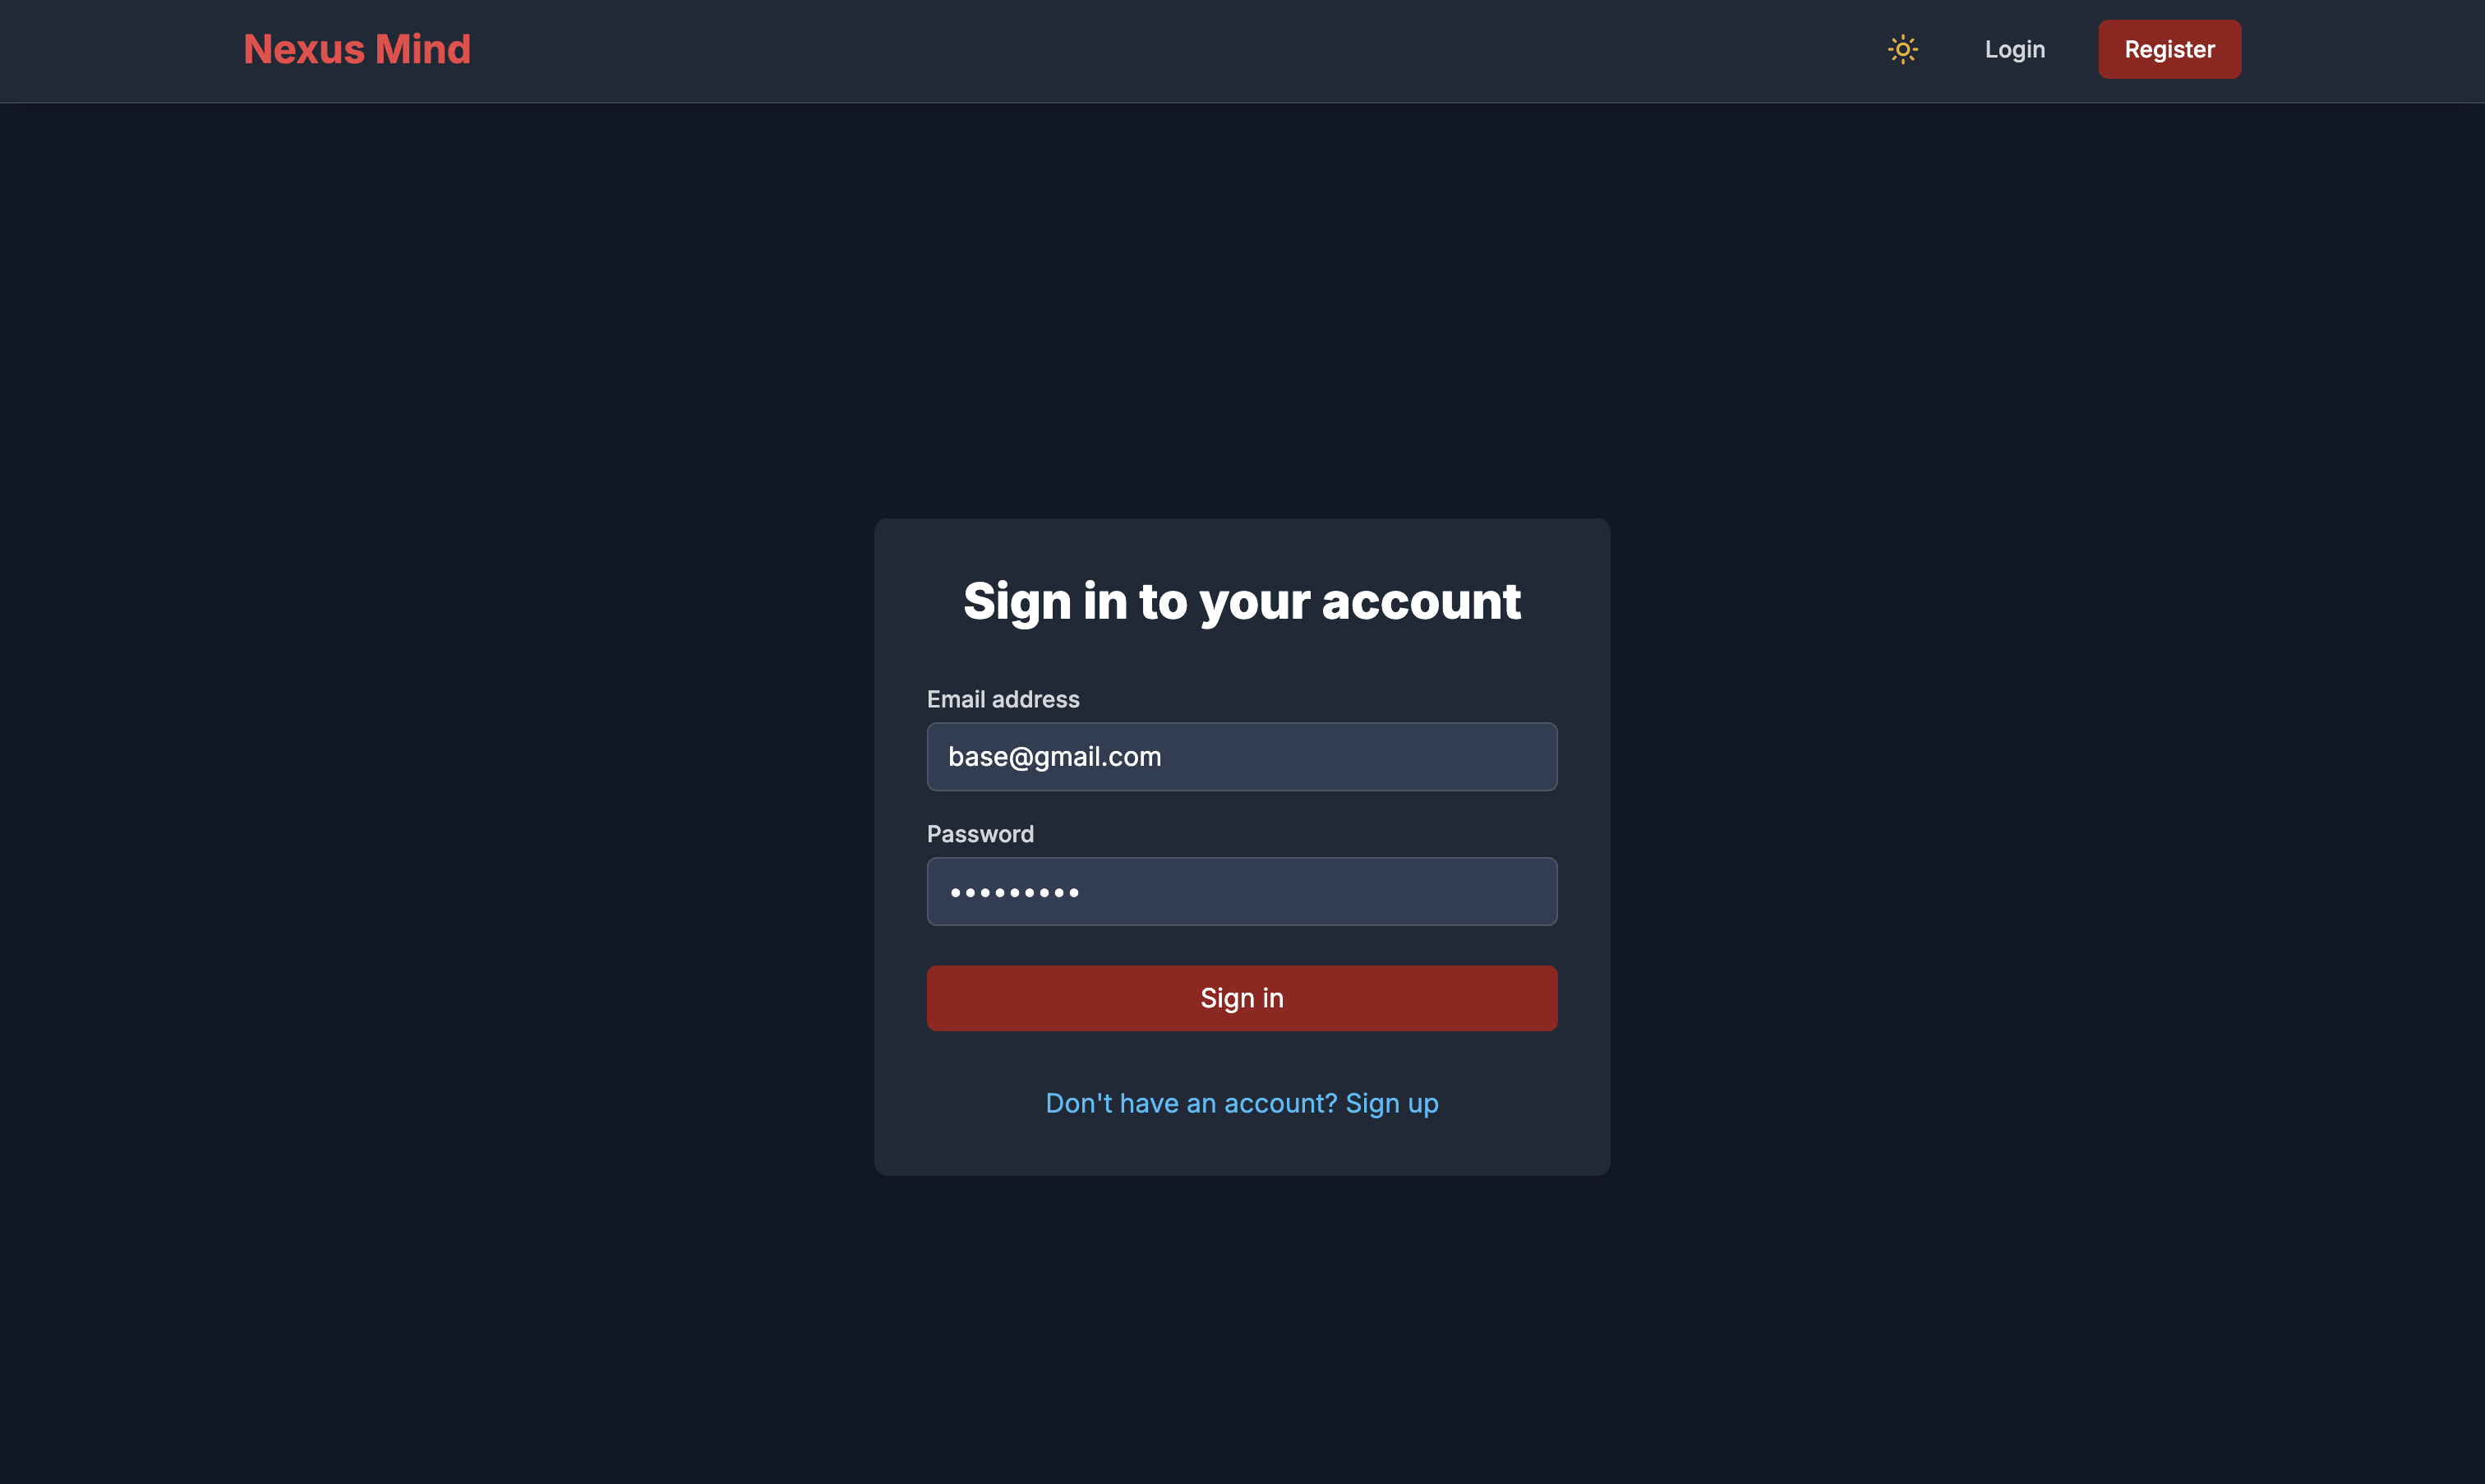 Nexus Mind
Login
Register
Sign in to your account
Email address
base@gmail.com
Password
•••••••••
Sign in
Don't have an account? Sign up